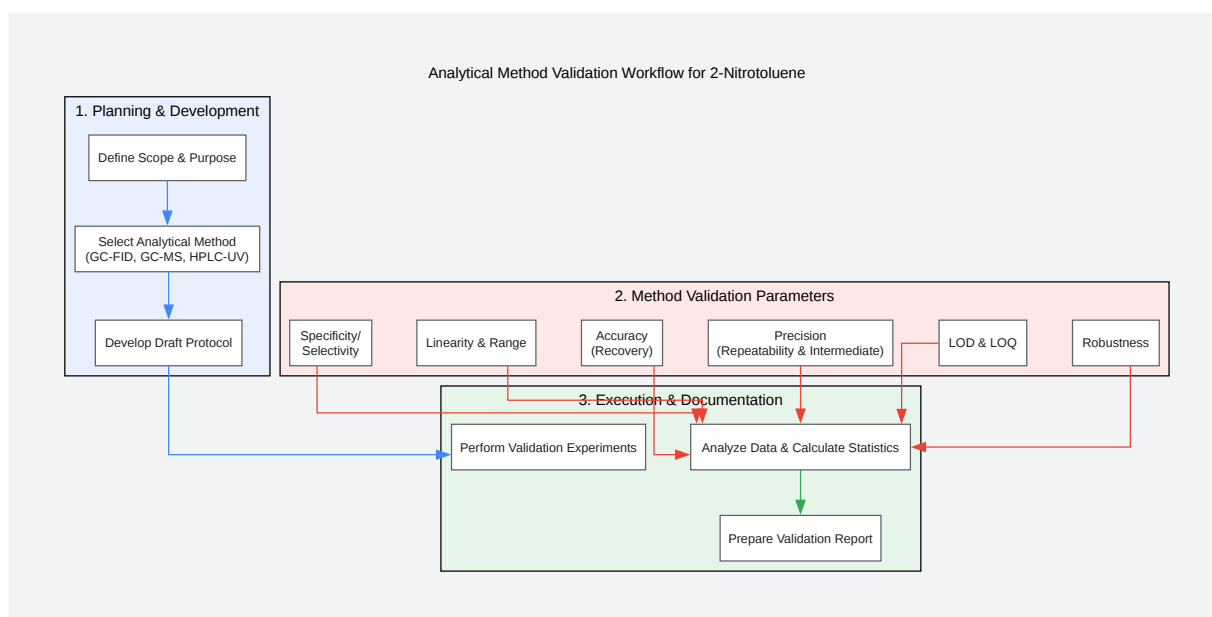 Analytical Method Validation Workflow for 2-Nitrotoluene
1. Planning & Development
Define Scope & Purpose
Select Analytical Method
(GC-FID, GC-MS, HPLC-UV)
Develop Draft Protocol
2. Method Validation Parameters
Specificity/
Selectivity
Linearity & Range
Accuracy
(Recovery)
Precision
(Repeatability & Intermediate)
LOD & LOQ
Robustness
3. Execution & Documentation
Perform Validation Experiments
Analyze Data & Calculate Statistics
Prepare Validation Report